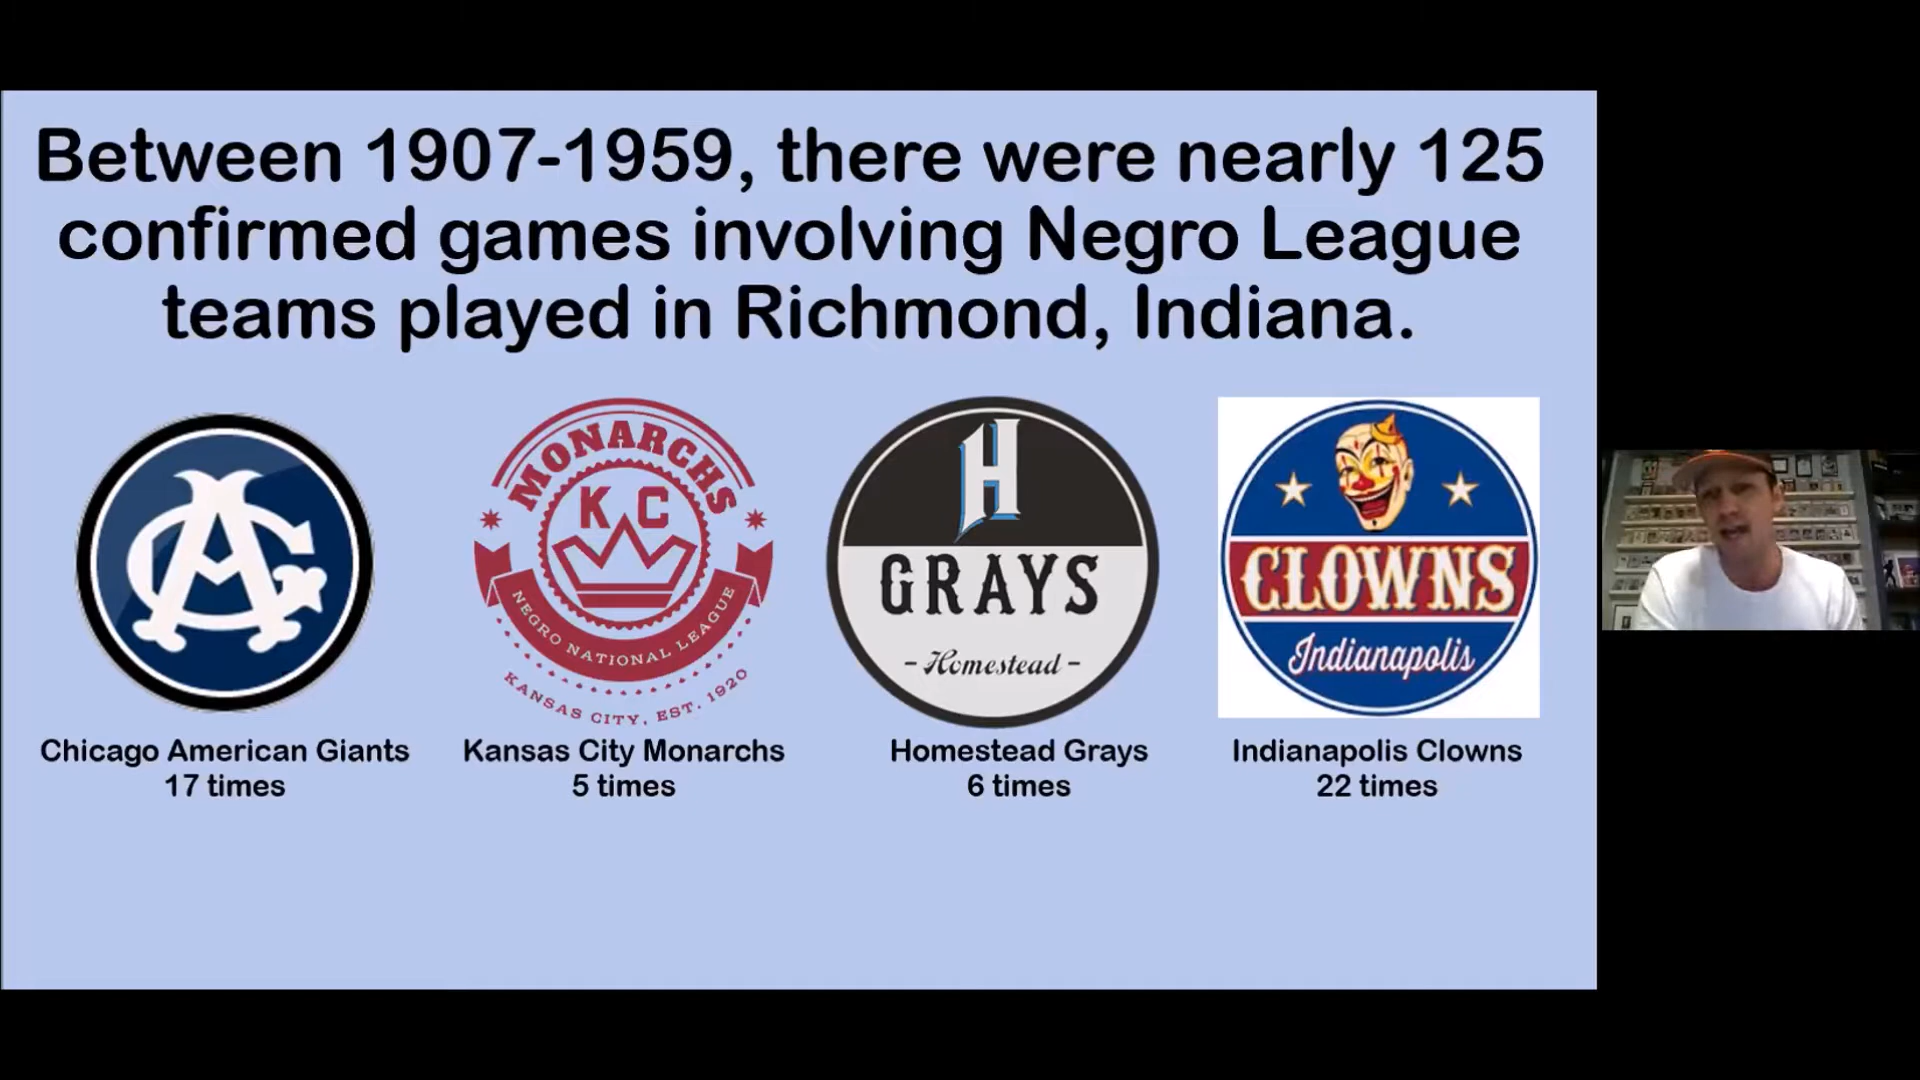 Between 1907-1959, there were nearly 125
confirmed games involving Negro League
teams played in Richmond, Indiana.
MONARCHS
KC
NEGRO NATIONAL LEAGUE
KANSAS CITY, EST. 1920
H
GRAYS
- Homestead -
CLOWNS
Indianapolis
Chicago American Giants
17 times
Kansas City Monarchs
5 times
Homestead Grays
6 times
Indianapolis Clowns
22 times